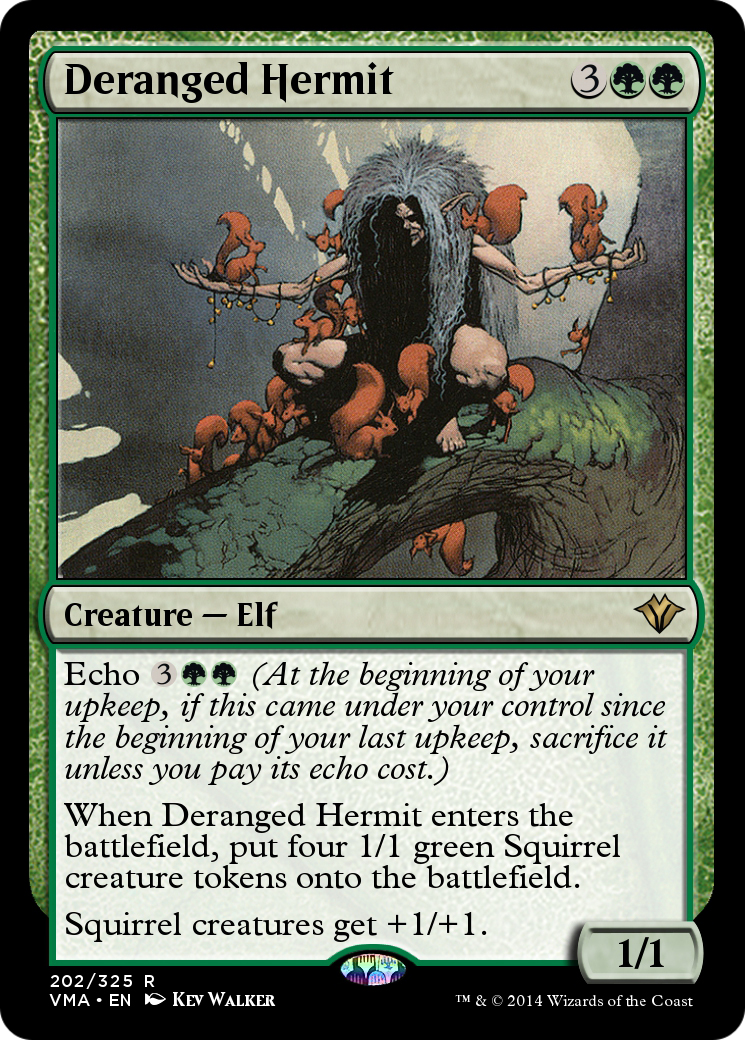 Deranged Hermit 3
Creature — Elf
Echo 3 (At the beginning of your
upkeep, if this came under your control since
the beginning of your last upkeep, sacrifice it
unless you pay its echo cost.)
When Deranged Hermit enters the
battlefield, put four 1/1 green Squirrel
creature tokens onto the battlefield.
Squirrel creatures get +1/+1.
1/1
202/325 R
VMA • EN Kev Walker
™ & © 2014 Wizards of the Coast